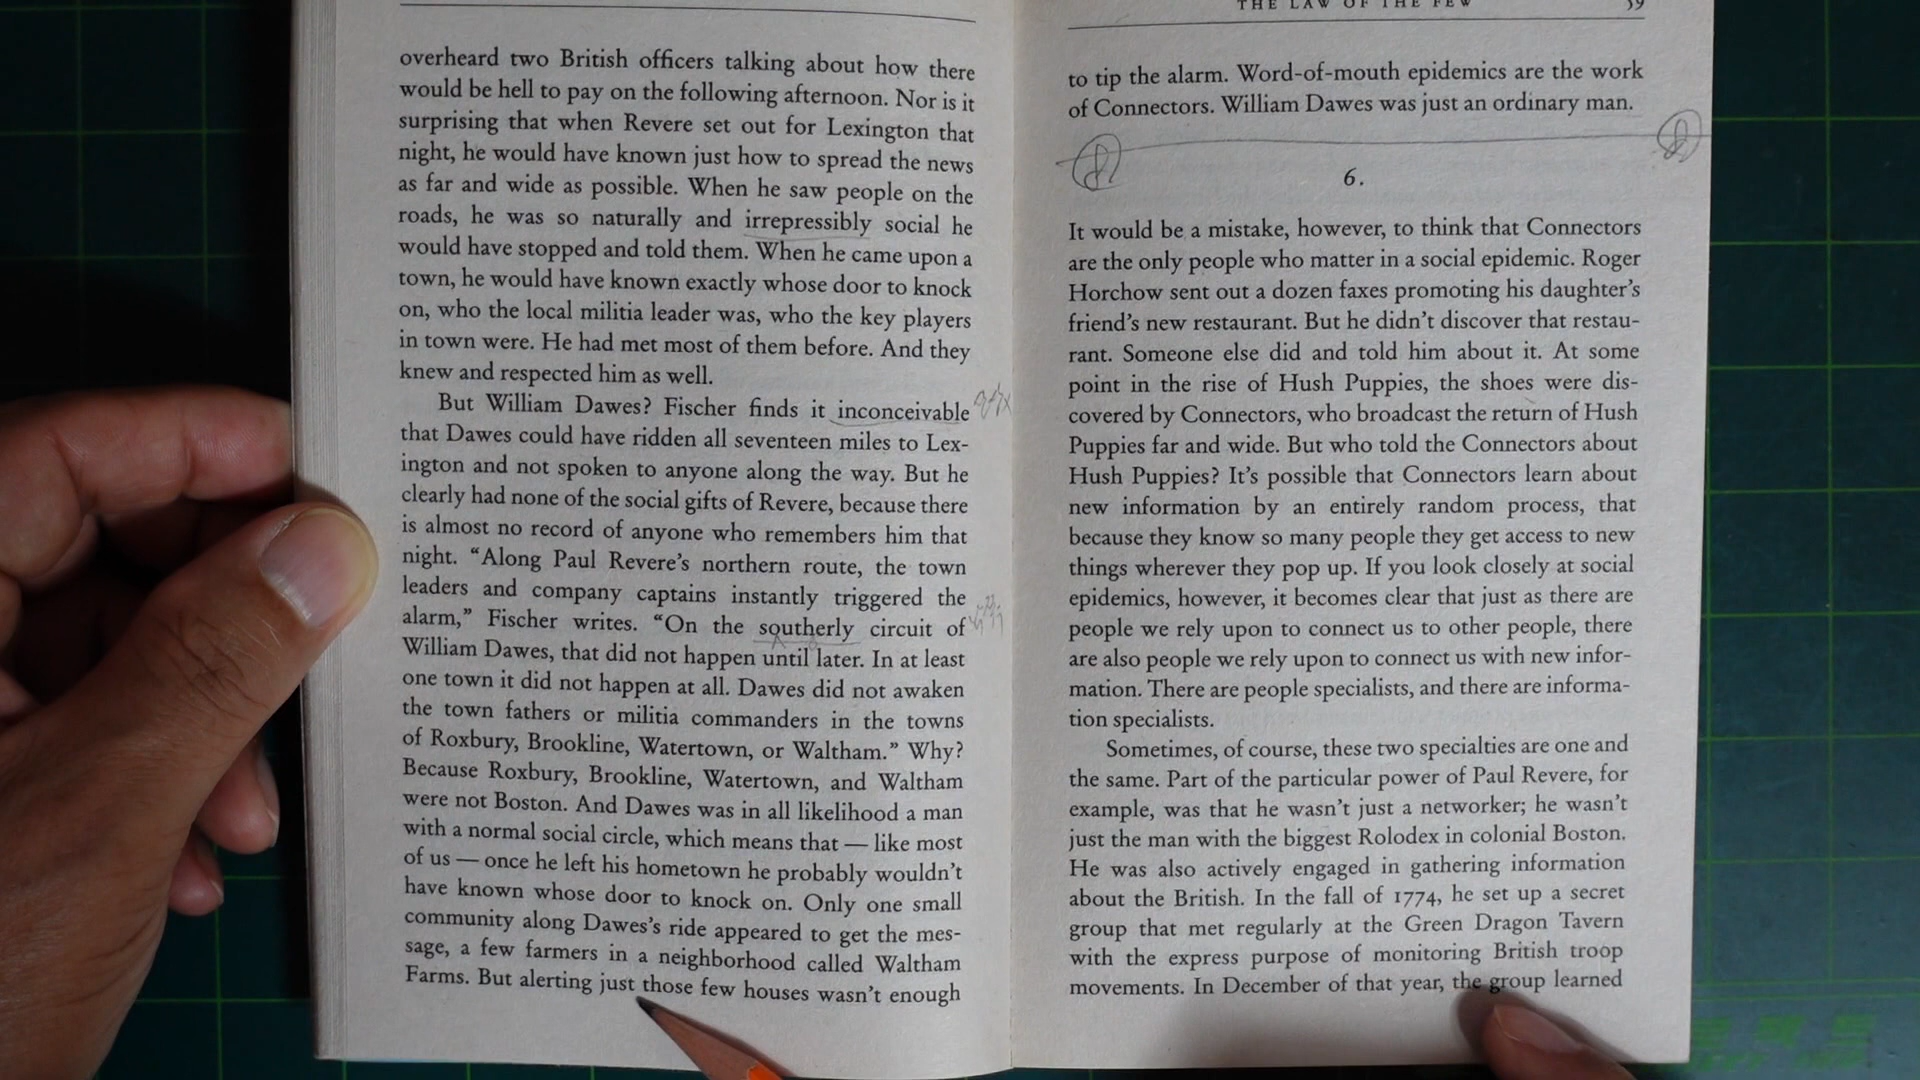 overheard two British officers talking about how there
would be hell to pay on the following afternoon. Nor is it
surprising that when Revere set out for Lexington that
night, he would have known just how to spread the news
as far and wide as possible. When he saw people on the
roads, he was so naturally and irrepressibly social he
would have stopped and told them. When he came upon a
town, he would have known exactly whose door to knock
on, who the local militia leader was, who the key players
in town were. He had met most of them before. And they
knew and respected him as well.
But William Dawes? Fischer finds it inconceivable
that Dawes could have ridden all seventeen miles to Lex-
ington and not spoken to anyone along the way. But he
clearly had none of the social gifts of Revere, because there
is almost no record of anyone who remembers him that
night. “Along Paul Revere’s northern route, the town
leaders and company captains instantly triggered the
alarm,” Fischer writes. “On the southerly circuit of
William Dawes, that did not happen until later. In at least
one town it did not happen at all. Dawes did not awaken
the town fathers or militia commanders in the towns
of Roxbury, Brookline, Watertown, or Waltham.” Why?
Because Roxbury, Brookline, Watertown, and Waltham
were not Boston. And Dawes was in all likelihood a man
with a normal social circle, which means that — like most
of us — once he left his hometown he probably wouldn’t
have known whose door to knock on. Only one small
community along Dawes’s ride appeared to get the mes-
sage, a few farmers in a neighborhood called Waltham
Farms. But alerting just those few houses wasn’t enough
THE LAW OF THE FEW 59
to tip the alarm. Word-of-mouth epidemics are the work
of Connectors. William Dawes was just an ordinary man.
6.
It would be a mistake, however, to think that Connectors
are the only people who matter in a social epidemic. Roger
Horchow sent out a dozen faxes promoting his daughter’s
friend’s new restaurant. But he didn’t discover that restau-
rant. Someone else did and told him about it. At some
point in the rise of Hush Puppies, the shoes were dis-
covered by Connectors, who broadcast the return of Hush
Puppies far and wide. But who told the Connectors about
Hush Puppies? It’s possible that Connectors learn about
new information by an entirely random process, that
because they know so many people they get access to new
things wherever they pop up. If you look closely at social
epidemics, however, it becomes clear that just as there are
people we rely upon to connect us to other people, there
are also people we rely upon to connect us with new infor-
mation. There are people specialists, and there are informa-
tion specialists.
Sometimes, of course, these two specialties are one and
the same. Part of the particular power of Paul Revere, for
example, was that he wasn’t just a networker; he wasn’t
just the man with the biggest Rolodex in colonial Boston.
He was also actively engaged in gathering information
about the British. In the fall of 1774, he set up a secret
group that met regularly at the Green Dragon Tavern
with the express purpose of monitoring British troop
movements. In December of that year, the group learned